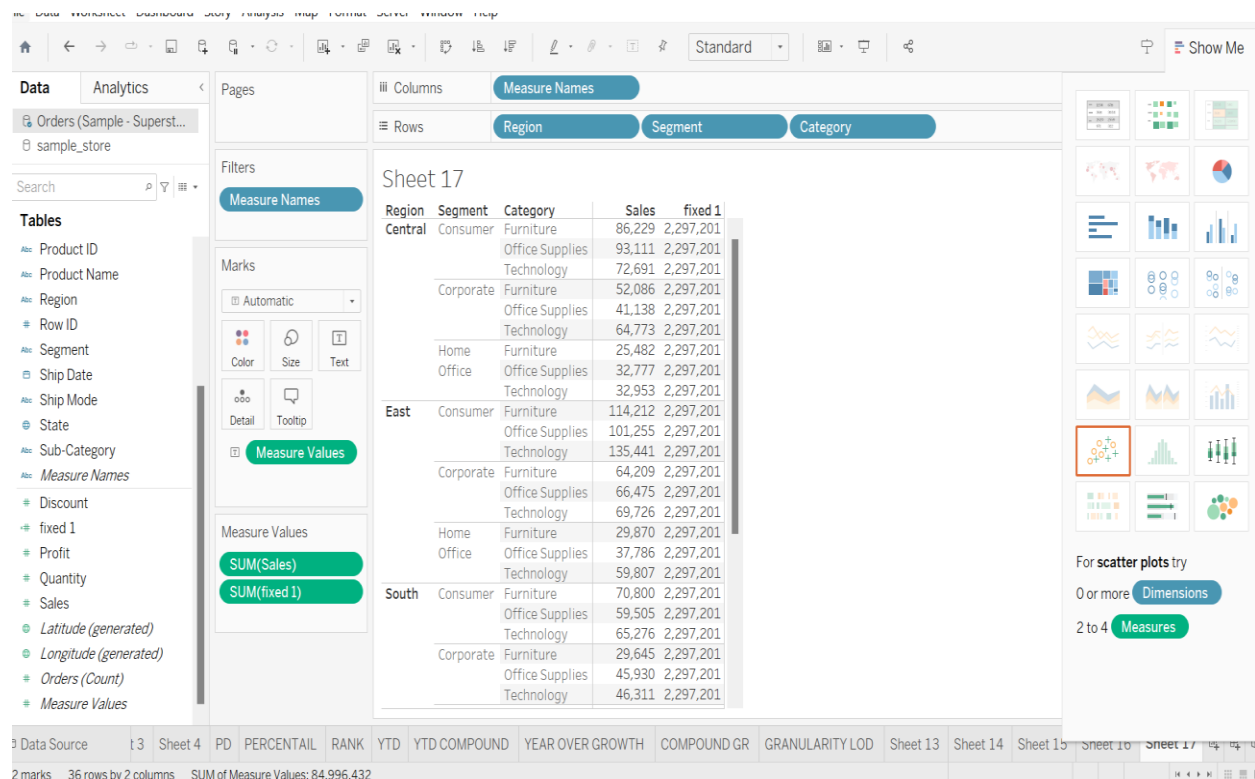 Data Worksheet Dashboard Story Analysis Map Format Server Window Help
Standard
Show Me
Data Analytics
Orders (Sample - Superst...
sample_store
Search
Tables
Abc Product ID
Abc Product Name
Abc Region
# Row ID
Abc Segment
Ship Date
Abc Ship Mode
State
Abc Sub-Category
Abc Measure Names
# Discount
# fixed 1
# Profit
# Quantity
# Sales
Latitude (generated)
Longitude (generated)
# Orders (Count)
# Measure Values
Pages
Filters
Measure Names
Marks
Automatic
Color Size Text
Detail Tooltip
Measure Values
Measure Values
SUM(Sales)
SUM(fixed 1)
Columns Measure Names
Rows Region Segment Category
Sheet 17
Region Segment Category Sales fixed 1
Central Consumer Furniture 86,229 2,297,201
Office Supplies 93,111 2,297,201
Technology 72,691 2,297,201
Corporate Furniture 52,086 2,297,201
Office Supplies 41,138 2,297,201
Technology 64,773 2,297,201
Home Furniture 25,482 2,297,201
Office Office Supplies 32,777 2,297,201
Technology 32,953 2,297,201
East Consumer Furniture 114,212 2,297,201
Office Supplies 101,255 2,297,201
Technology 135,441 2,297,201
Corporate Furniture 64,209 2,297,201
Office Supplies 66,475 2,297,201
Technology 69,726 2,297,201
Home Furniture 29,870 2,297,201
Office Office Supplies 37,786 2,297,201
Technology 59,807 2,297,201
South Consumer Furniture 70,800 2,297,201
Office Supplies 59,505 2,297,201
Technology 65,276 2,297,201
Corporate Furniture 29,645 2,297,201
Office Supplies 45,930 2,297,201
Technology 46,311 2,297,201
For scatter plots try
0 or more Dimensions
2 to 4 Measures
Data Source t 3 Sheet 4 PD PERCENTAIL RANK YTD YTD COMPOUND YEAR OVER GROWTH COMPOUND GR GRANULARITY LOD Sheet 13 Sheet 14 Sheet 15 Sheet 16 Sheet 17
2 marks 36 rows by 2 columns SUM of Measure Values: 84,996,432